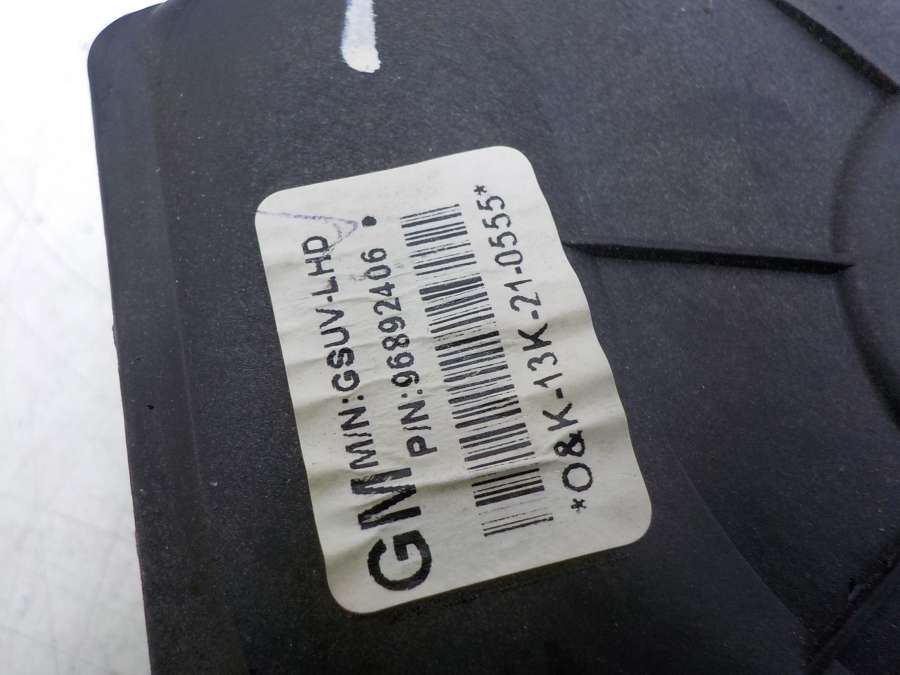 GM
M/N:GSUV-LHD
P/N:96892406
*O&K-13K-21-0555*